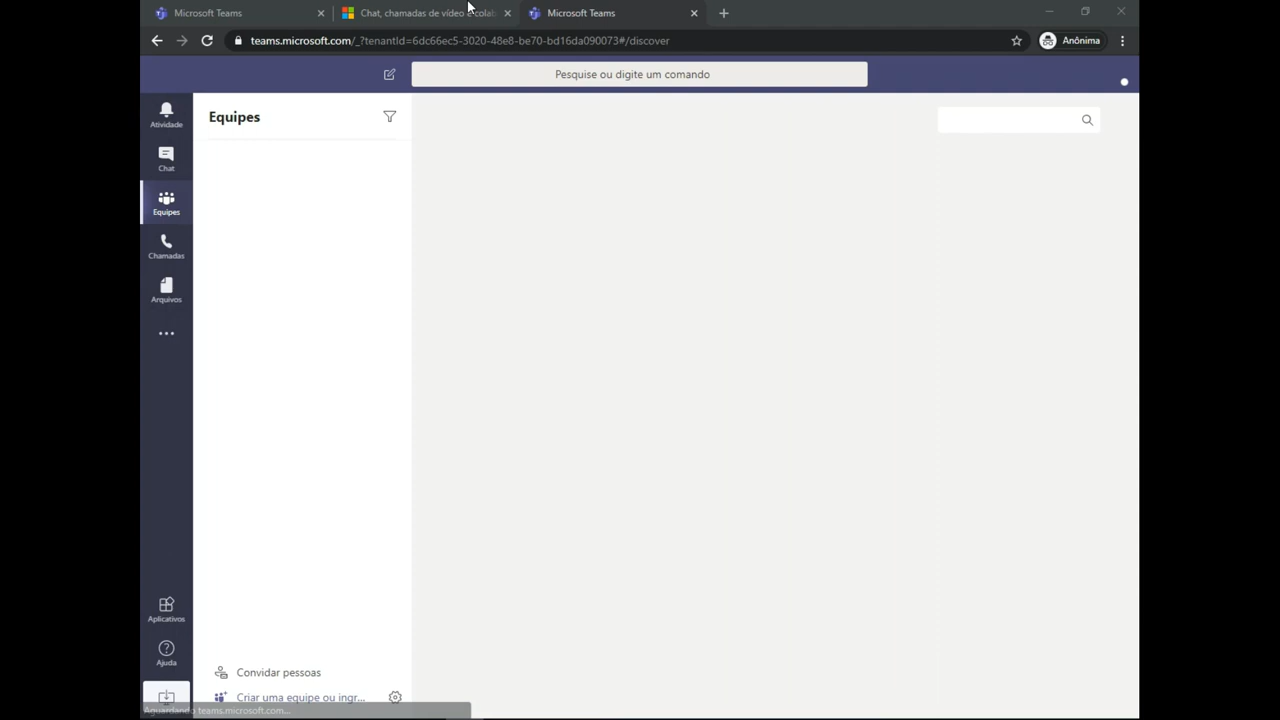 Microsoft Teams
Chat, chamadas de vídeo e colab
Microsoft Teams
teams.microsoft.com/_?tenantId=6dc66ec5-3020-48e8-be70-bd16da090073#/discover
Anônima
Pesquise ou digite um comando
Atividade
Chat
Equipes
Chamadas
Arquivos
Aplicativos
Ajuda
Equipes
Convidar pessoas
Criar uma equipe ou ingr...
Aguardando teams.microsoft.com...